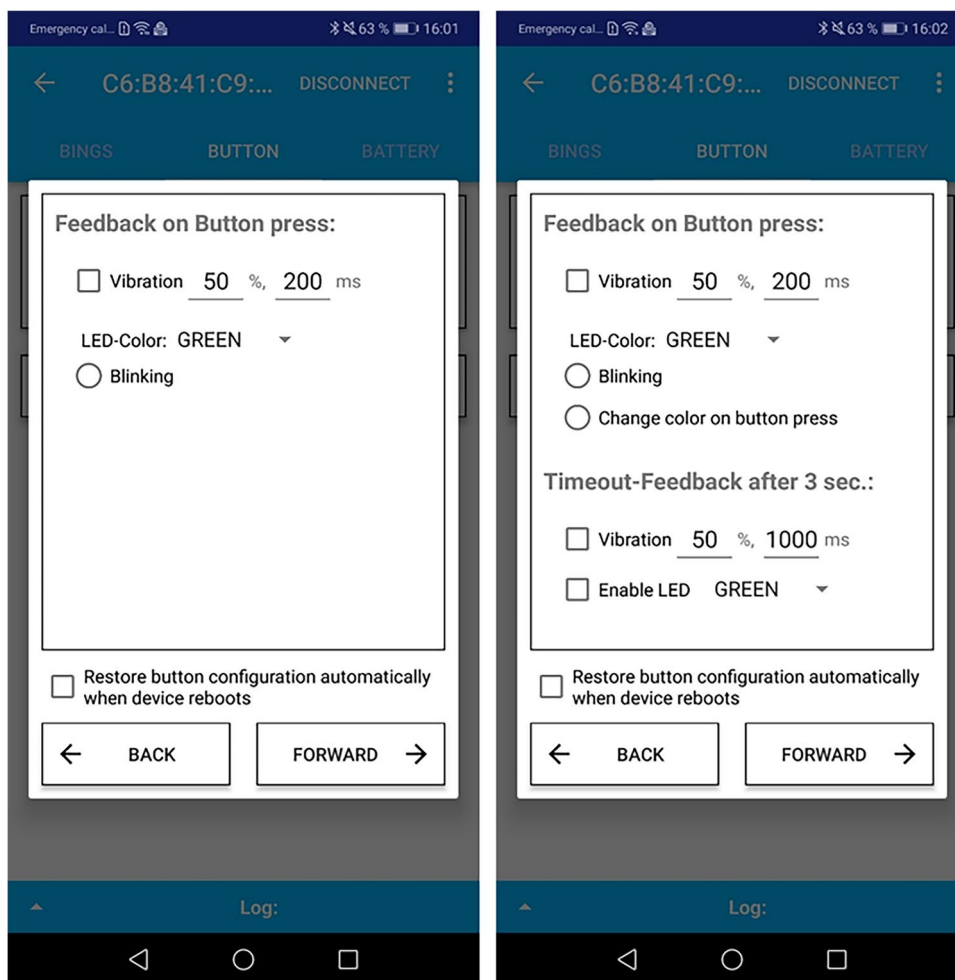 Emergency cal... 63 % 16:01
C6:B8:41:C9:... DISCONNECT
BINGS BUTTON BATTERY
Feedback on Button press:
Vibration 50 %, 200 ms
LED-Color: GREEN
Blinking
Restore button configuration automatically
when device reboots
BACK FORWARD
Log:
Emergency cal... 63 % 16:02
C6:B8:41:C9:... DISCONNECT
BINGS BUTTON BATTERY
Feedback on Button press:
Vibration 50 %, 200 ms
LED-Color: GREEN
Blinking
Change color on button press
Timeout-Feedback after 3 sec.:
Vibration 50 %, 1000 ms
Enable LED GREEN
Restore button configuration automatically
when device reboots
BACK FORWARD
Log: